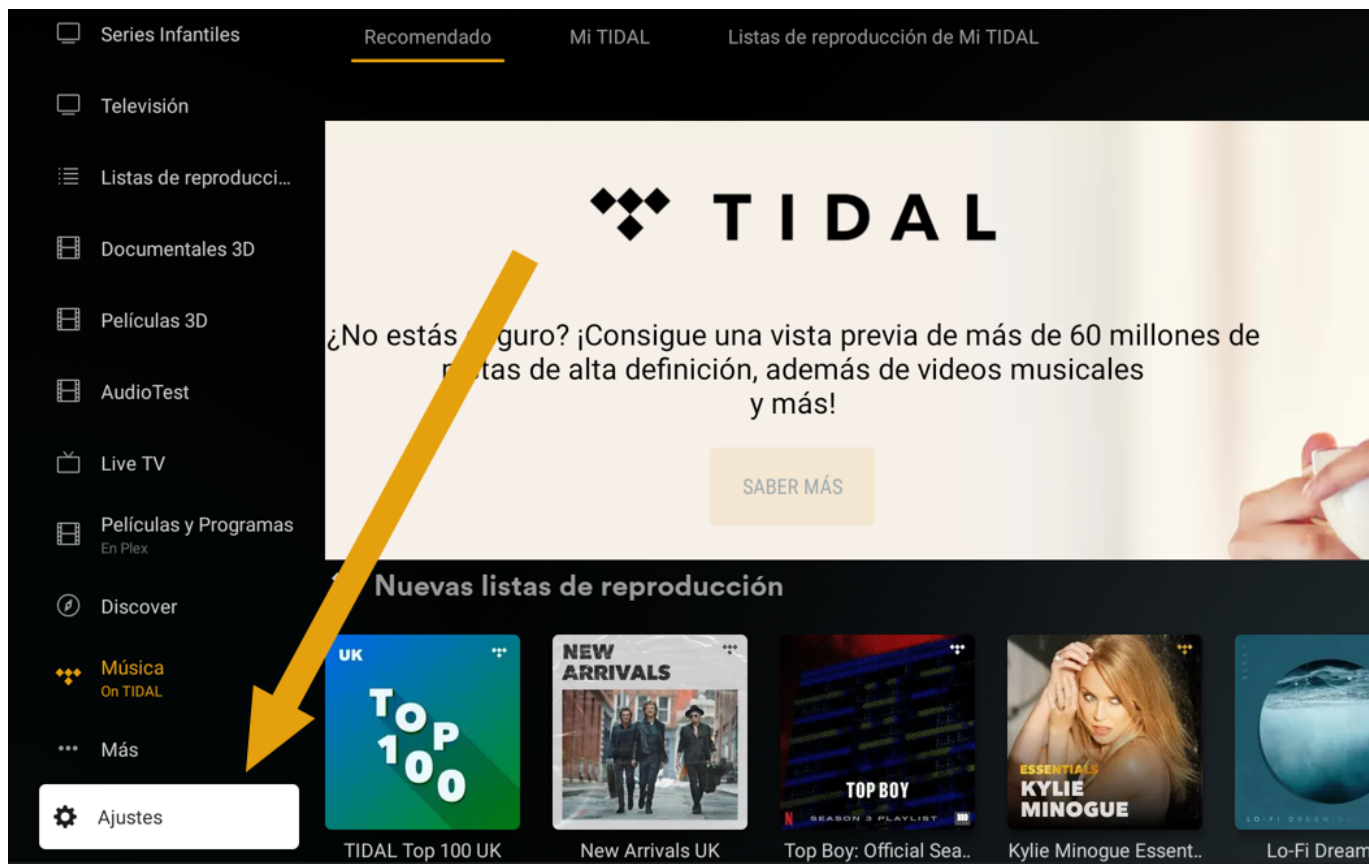 Series Infantiles
Televisión
Listas de reproducci...
Documentales 3D
Películas 3D
AudioTest
Live TV
Películas y Programas
En Plex
Discover
Música
On TIDAL
Más
Ajustes
Recomendado
Mi TIDAL
Listas de reproducción de Mi TIDAL
TIDAL
¿No estás guro? ¡Consigue una vista previa de más de 60 millones de
de alta definición, además de videos musicales
y más!
SABER MÁS
Nuevas listas de reproducción
UK
TOP
100
TIDAL Top 100 UK
NEW
ARRIVALS
New Arrivals UK
TOP BOY
SEASON 3 PLAYLIST
N
Top Boy: Official Sea..
ESSENTIALS
KYLIE
MINOGUE
Kylie Minogue Essent..
SLEEP
LO-FI DREAMING
Lo-Fi Dream